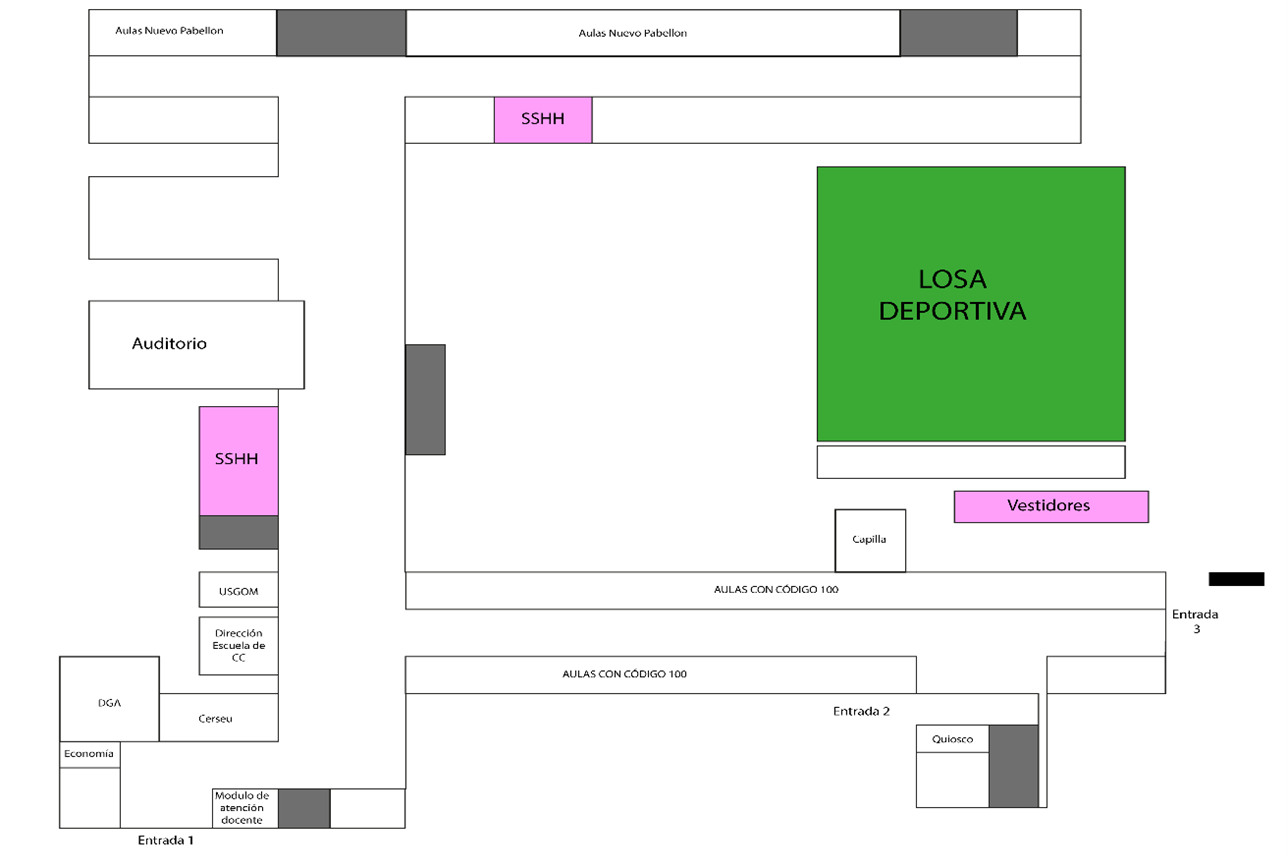 Aulas Nuevo Pabellon
Aulas Nuevo Pabellon
SSHH
LOSA
DEPORTIVA
Auditorio
SSHH
Vestidores
Capilla
USGOM
AULAS CON CÓDIGO 100
Entrada
3
Dirección
Escuela de
CC
AULAS CON CÓDIGO 100
DGA
Cerseu
Entrada 2
Economía
Quiosco
Modulo de
atención
docente
Entrada 1